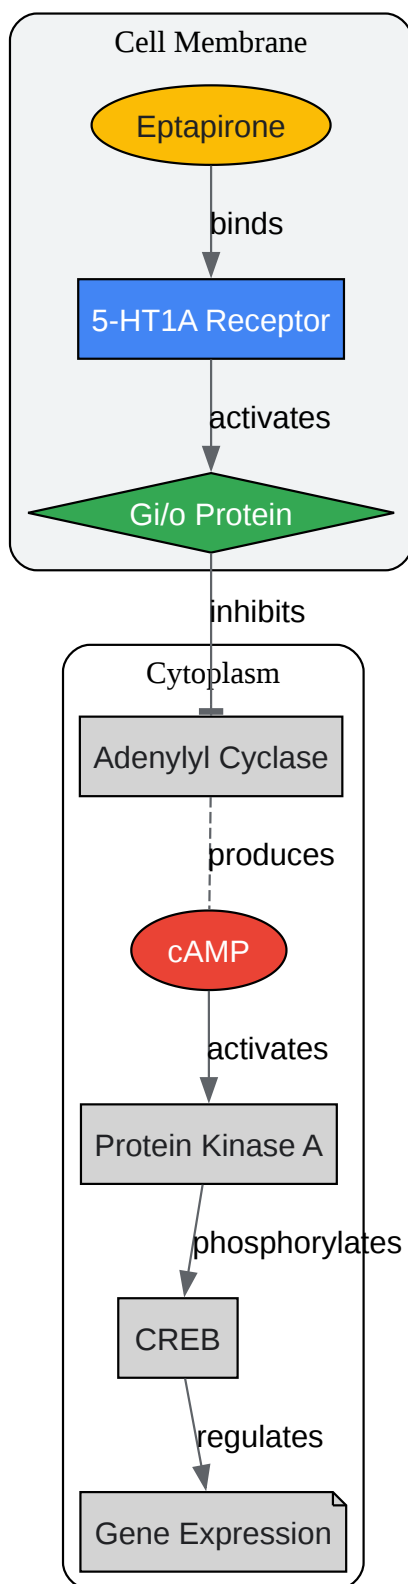 Cell Membrane
Eptapirone
binds
5-HT1A Receptor
activates
Gi/o Protein
inhibits
Cytoplasm
Adenylyl Cyclase
produces
cAMP
activates
Protein Kinase A
phosphorylates
CREB
regulates
Gene Expression